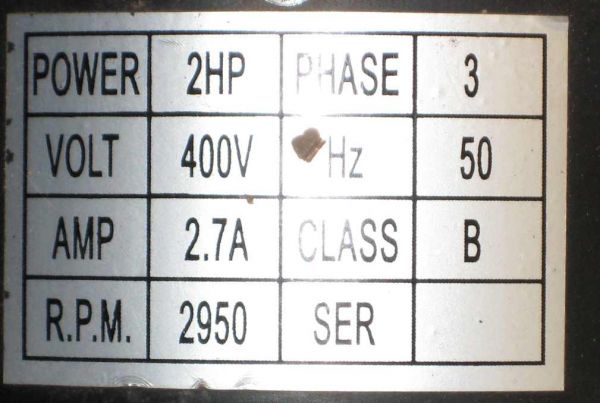 POWER 2HP PHASE 3
VOLT 400V Hz 50
AMP 2.7A CLASS B
R.P.M. 2950 SER